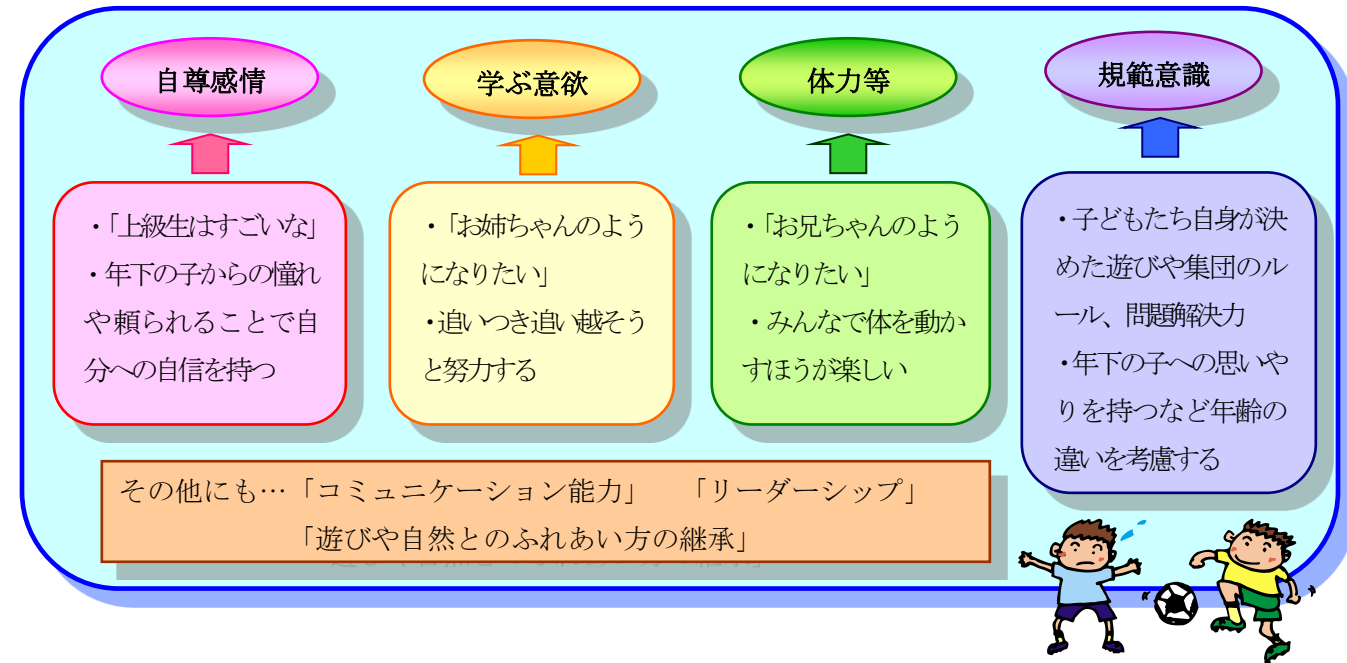 自尊感情
学ぶ意欲
体力等
規範意識
・「上級生はすごいな」
・年下の子からの憧れ
や頼られることで自
分への自信を持つ
・「お姉ちゃんのよう
になりたい」
・追いつき追い越そう
と努力する
・「お兄ちゃんのよう
になりたい」
・みんなで体を動か
すほうが楽しい
・子どもたち自身が決
めた遊びや集団のル
ール、問題解決力
・年下の子への思いや
りを持つなど年齢の
違いを考慮する
その他にも…「コミュニケーション能力」 「リーダーシップ」
「遊びや自然とのふれあい方の継承」